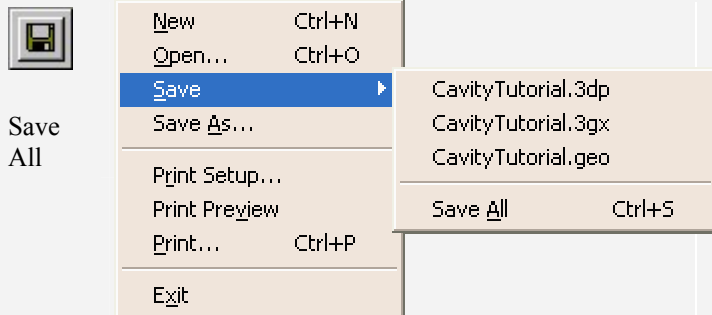 Save
All
New Ctrl+N
Open... Ctrl+O
Save
Save As...
Print Setup...
Print Preview
Print... Ctrl+P
Exit
CavityTutorial.3dp
CavityTutorial.3gx
CavityTutorial.geo
Save All Ctrl+S